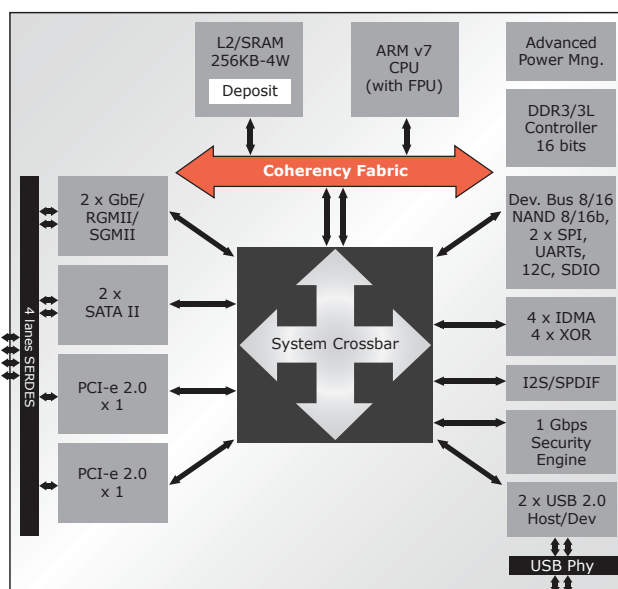 L2/SRAM
256KB-4W
Deposit
ARM v7
CPU
(with FPU)
Advanced
Power Mng.
DDR3/3L
Controller
16 bits
Coherency Fabric
2 x GbE/
RGMII/
SGMII
Dev. Bus 8/16
NAND 8/16b,
2 x SPI,
UARTs,
12C, SDIO
2 x
SATA II
4 lanes SERDES
System Crossbar
4 x IDMA
4 x XOR
PCI-e 2.0
x 1
I2S/SPDIF
1 Gbps
Security
Engine
PCI-e 2.0
x 1
2 x USB 2.0
Host/Dev
USB Phy